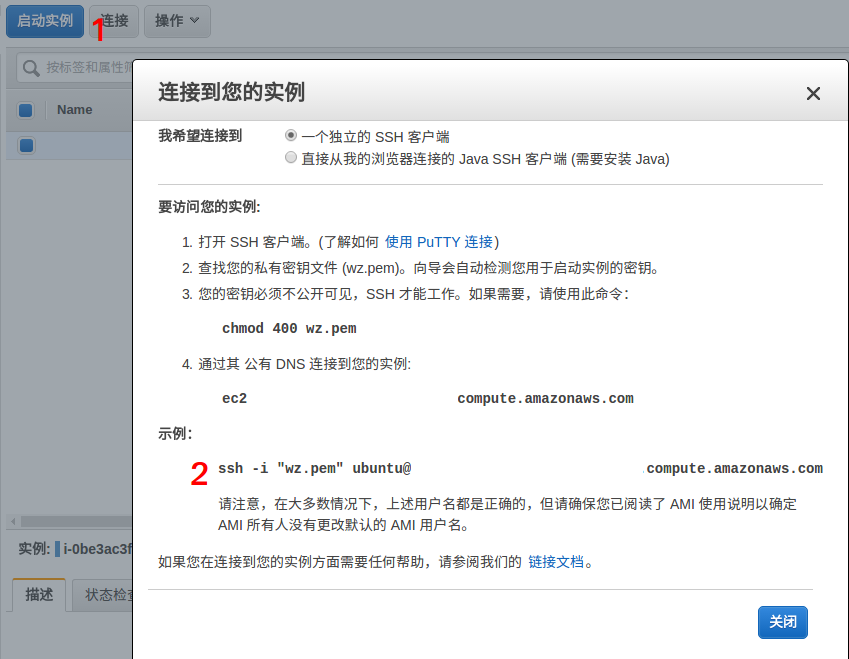 启动实例 1 连接 操作
按标签和属性
Name
连接到您的实例
我希望连接到 一个独立的 SSH 客户端
直接从我的浏览器连接的 Java SSH 客户端 (需要安装 Java)
要访问您的实例:
1. 打开 SSH 客户端。(了解如何 使用 PuTTY 连接)
2. 查找您的私有密钥文件 (wz.pem)。向导会自动检测您用于启动实例的密钥。
3. 您的密钥必须不公开可见，SSH 才能工作。如果需要，请使用此命令：
chmod 400 wz.pem
4. 通过其 公有 DNS 连接到您的实例:
ec2 compute.amazonaws.com
示例：
2 ssh -i "wz.pem" ubuntu@ .compute.amazonaws.com
请注意，在大多数情况下，上述用户名都是正确的，但请确保您已阅读了 AMI 使用说明以确定
AMI 所有人没有更改默认的 AMI 用户名。
实例: i-0be3ac3f
如果您在连接到您的实例方面需要任何帮助，请参阅我们的 链接文档。
描述 状态检查
关闭